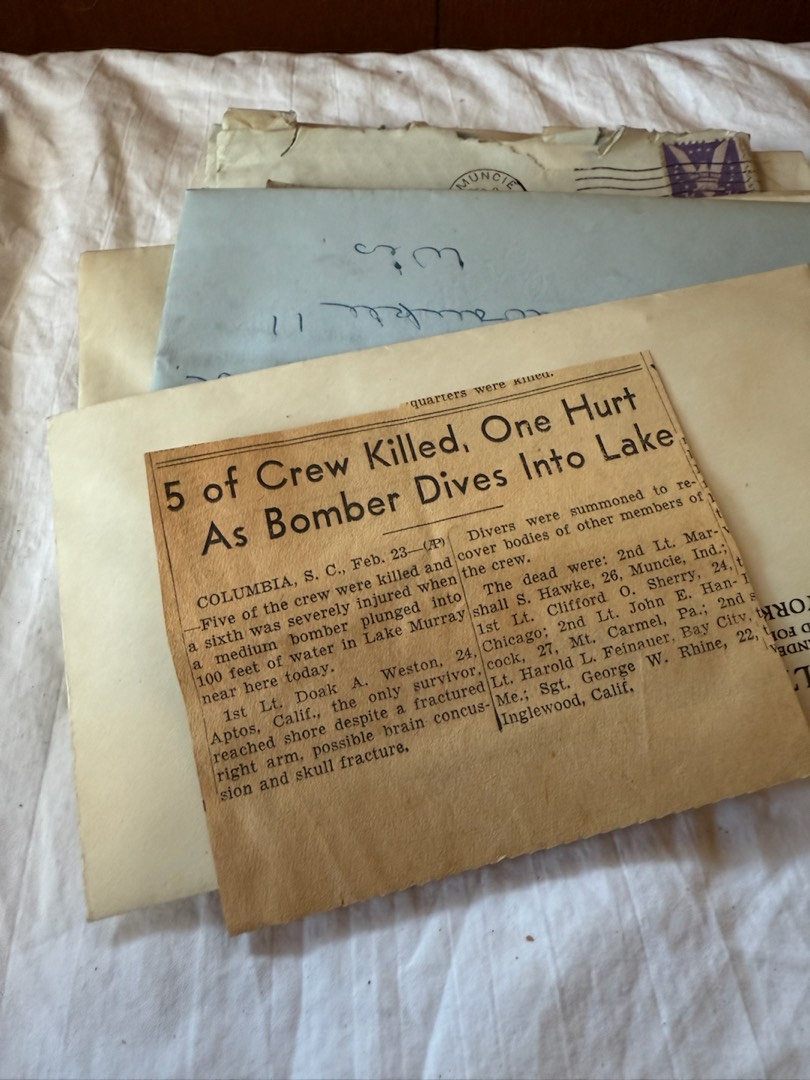 MUNCIE
Wis
quarters were killed.
5 of Crew Killed, One Hurt
As Bomber Dives Into Lake
COLUMBIA, S. C., Feb. 23—(AP)
—Five of the crew were killed and
a sixth was severely injured when
a medium bomber plunged into
100 feet of water in Lake Murray
near here today.
1st Lt. Doak A. Weston, 24,
Aptos, Calif., the only survivor,
reached shore despite a fractured
right arm, possible brain concus-
sion and skull fracture.
Divers were summoned to re-
cover bodies of other members of
the crew.
The dead were: 2nd Lt. Mar-
shall S. Hawke, 26, Muncie, Ind.;
1st Lt. Clifford O. Sherry, 24,
Chicago; 2nd Lt. John E. Han-
cock, 27, Mt. Carmel, Pa.; 2nd
Lt. Harold L. Feinauer, Bay City,
Me.; Sgt. George W. Rhine, 22,
Inglewood, Calif.